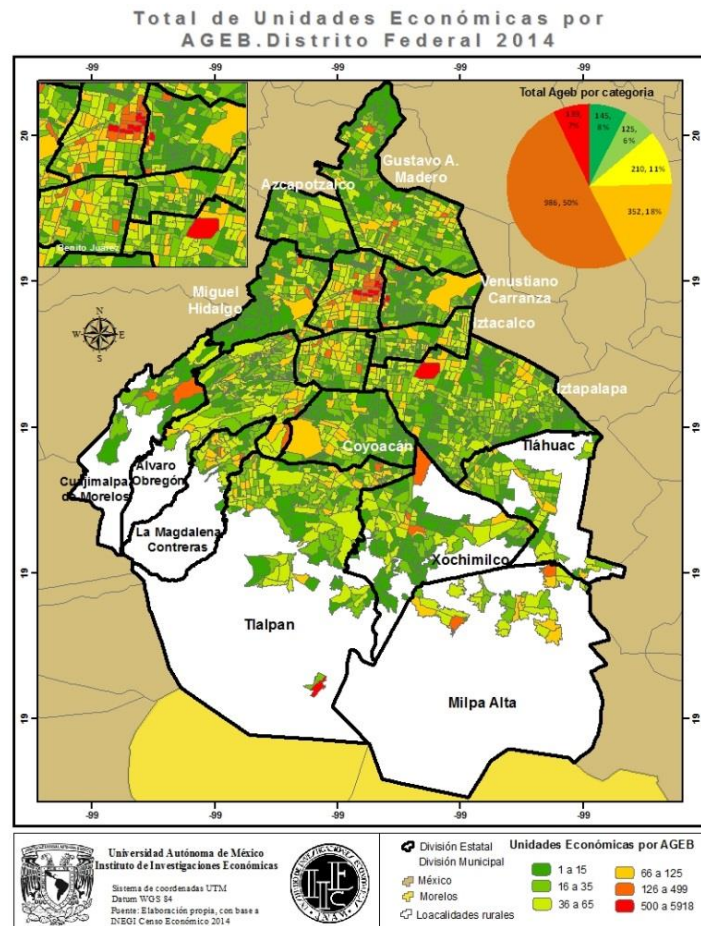 Total de Unidades Económicas por
AGEB.Distrito Federal 2014
-99
-99
-99
-99
-99
20
20
19
19
19
19
19
19
19
19
Total Ageb por categoria
145,
8%
125,
6%
210, 11%
352, 18%
986, 50%
7%
Benito Juárez
Gustavo A.
Madero
Azcapotzalco
Miguel
Hidalgo
Venustiano
Carranza
Iztacalco
Iztapalapa
Coyoacán
Tláhuac
Cuajimalpa
de Morelos
Alvaro
Obregón
La Magdalena
Contreras
Xochimilco
Tlalpan
Milpa Alta
N
W
E
S
-99
-99
-99
-99
-99
Universidad Autónoma de México
Instituto de Investigaciones Económicas
Sistema de coordenadas UTM
Datum WGS 84
Fuente: Elaboración propia, con base a
INEGI Censo Económico 2014
División Estatal
División Municipal
México
Morelos
Loacalidades rurales
Unidades Económicas por AGEB
1 a 15
16 a 35
36 a 65
66 a 125
126 a 499
500 a 5918